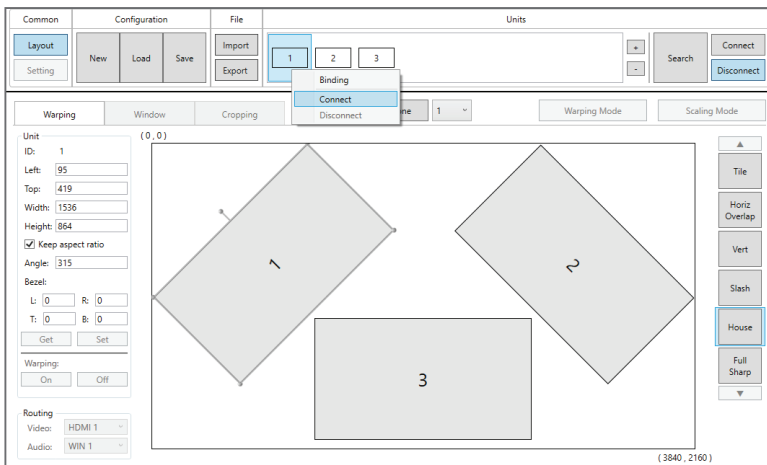 Common Configuration File Units
Layout New Load Save Import 1 2 3 + Search Connect
Setting Export - Disconnect
Binding
Connect
Disconnect
Warping Window Cropping ne 1 Warping Mode Scaling Mode
Unit
ID: 1
Left: 95
Top: 419
Width: 1536
Height: 864
Keep aspect ratio
Angle: 315
Bezel:
L: 0 R: 0
T: 0 B: 0
Get Set
Warping:
On Off
Routing
Video: HDMI 1
Audio: WIN 1
(0,0)
1
2
3
(3840, 2160)
Tile
Horiz
Overlap
Vert
Slash
House
Full
Sharp